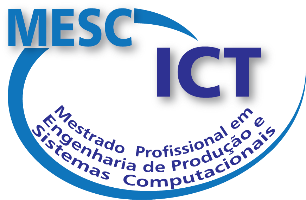 MESC
ICT
Mestrado Profissional em
Engenharia de Produção e
Sistemas Computacionais